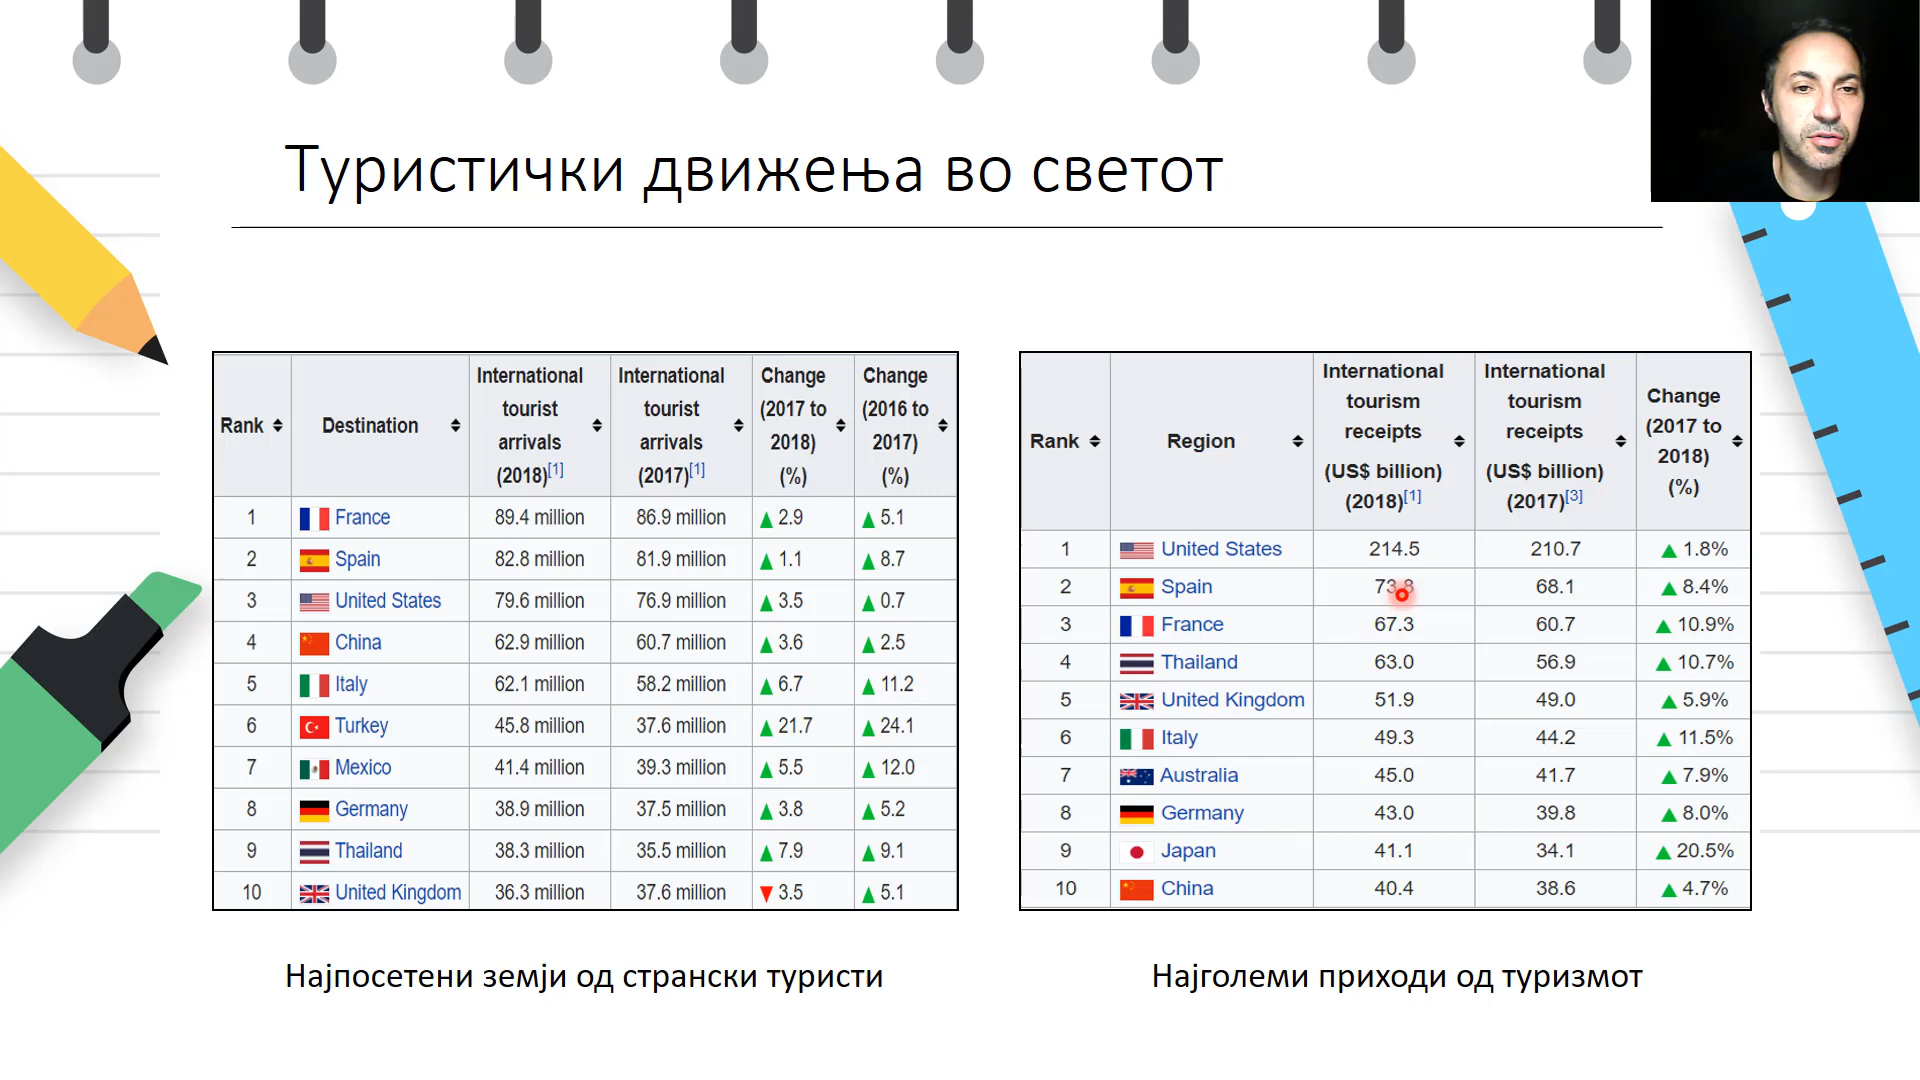 Туристички движења во светот
Rank Destination International tourist arrivals (2018)[1] International tourist arrivals (2017)[1] Change (2017 to 2018) (%) Change (2016 to 2017) (%)
1 France 89.4 million 86.9 million ▲ 2.9 ▲ 5.1
2 Spain 82.8 million 81.9 million ▲ 1.1 ▲ 8.7
3 United States 79.6 million 76.9 million ▲ 3.5 ▲ 0.7
4 China 62.9 million 60.7 million ▲ 3.6 ▲ 2.5
5 Italy 62.1 million 58.2 million ▲ 6.7 ▲ 11.2
6 Turkey 45.8 million 37.6 million ▲ 21.7 ▲ 24.1
7 Mexico 41.4 million 39.3 million ▲ 5.5 ▲ 12.0
8 Germany 38.9 million 37.5 million ▲ 3.8 ▲ 5.2
9 Thailand 38.3 million 35.5 million ▲ 7.9 ▲ 9.1
10 United Kingdom 36.3 million 37.6 million ▼ 3.5 ▲ 5.1
Најпосетени земји од странски туристи
Rank Region International tourism receipts (US$ billion) (2018)[1] International tourism receipts (US$ billion) (2017)[3] Change (2017 to 2018) (%)
1 United States 214.5 210.7 ▲ 1.8%
2 Spain 73.8 68.1 ▲ 8.4%
3 France 67.3 60.7 ▲ 10.9%
4 Thailand 63.0 56.9 ▲ 10.7%
5 United Kingdom 51.9 49.0 ▲ 5.9%
6 Italy 49.3 44.2 ▲ 11.5%
7 Australia 45.0 41.7 ▲ 7.9%
8 Germany 43.0 39.8 ▲ 8.0%
9 Japan 41.1 34.1 ▲ 20.5%
10 China 40.4 38.6 ▲ 4.7%
Најголеми приходи од туризмот